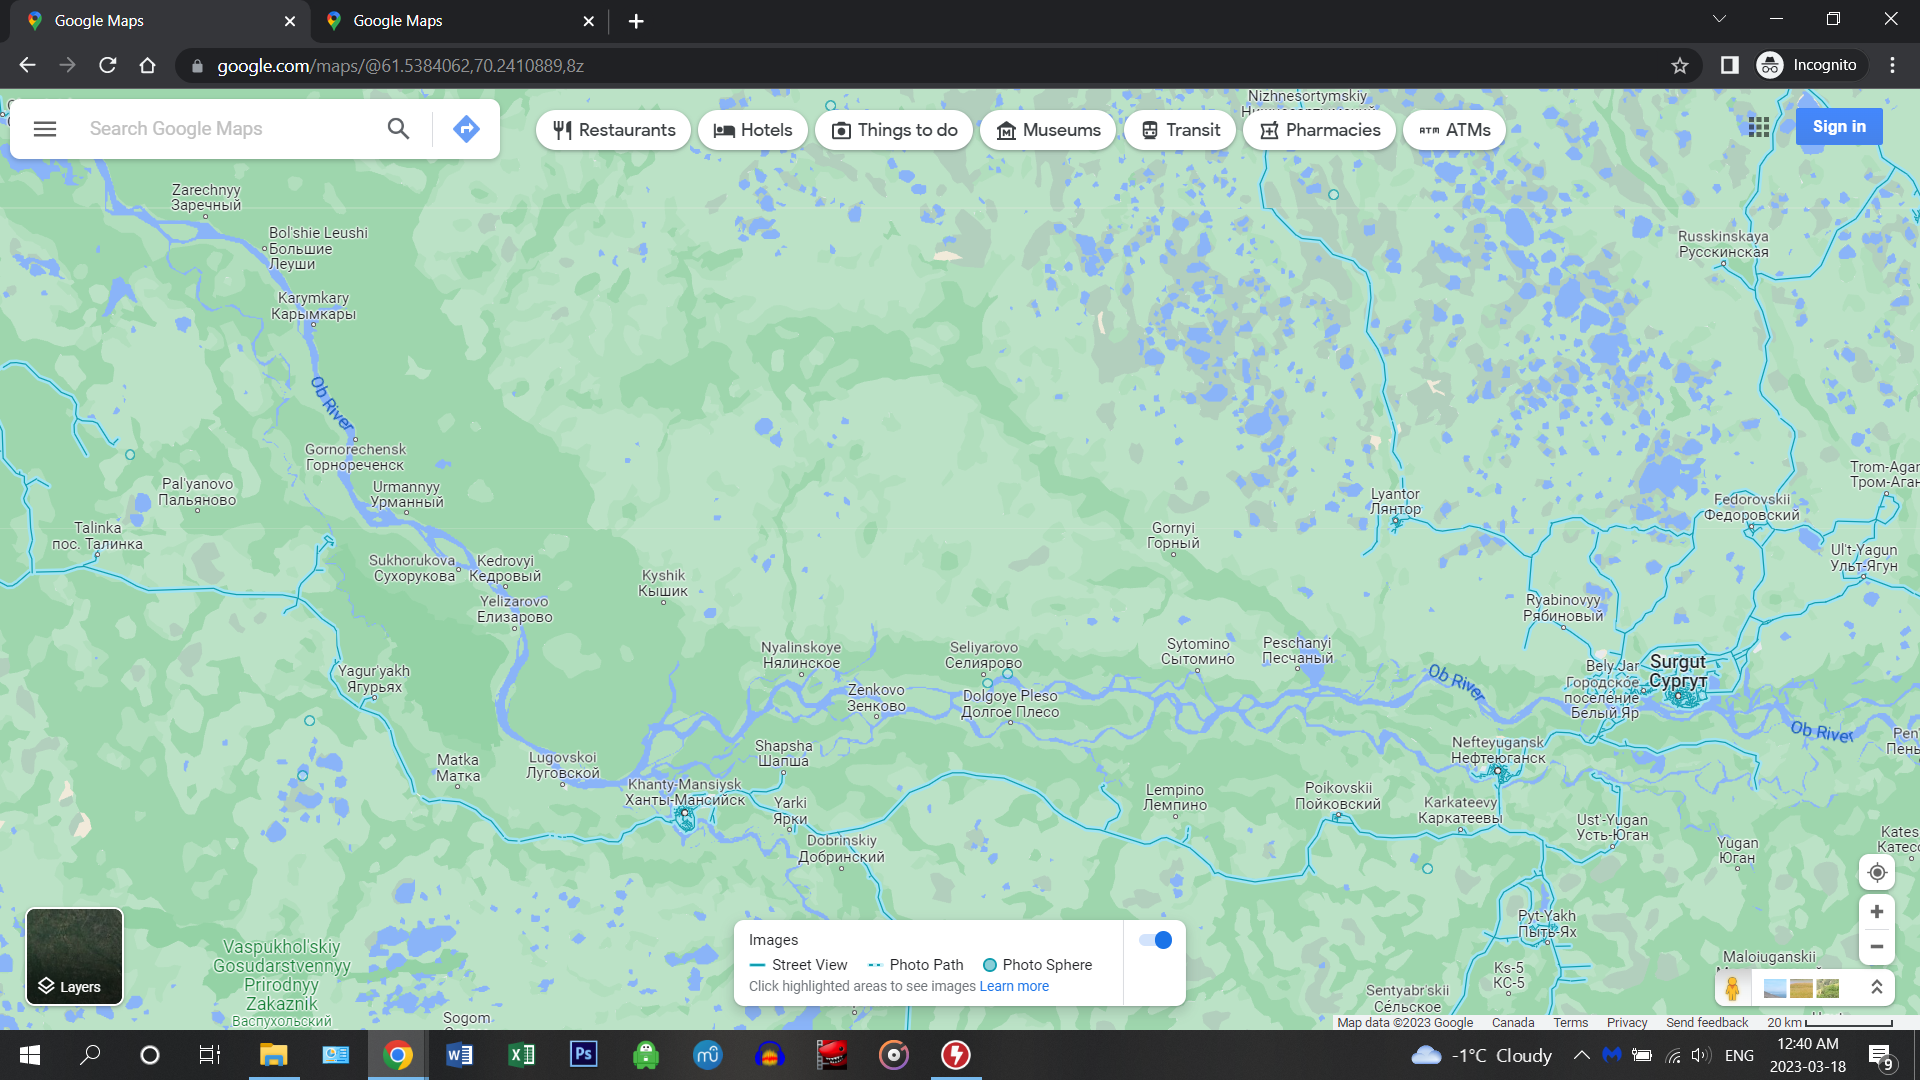 Google Maps
Google Maps
google.com/maps/@61.5384062,70.2410889,8z
Incognito
Search Google Maps
Restaurants
Hotels
Things to do
Museums
Transit
Pharmacies
ATMs
Sign in
Nizhnesortymskiy
Zarechnyy
Заречный
Bol'shie Leushi
Большие
Леуши
Karymkary
Карымкары
Russkinskaya
Русскинская
Ob River
Gornorechensk
Горнореченск
Pal'yanovo
Пальяново
Urmannyy
Урманный
Talinka
пос. Талинка
Sukhorukova
Сухорукова
Kedrovyi
Кедровый
Yelizarovo
Елизарово
Kyshik
Кышик
Lyantor
Лянтор
Gornyi
Горный
Trom-Agan
Тром-Аган
Fedorovskii
Федоровский
Ul't-Yagun
Ульт-Ягун
Ryabinovyy
Рябиновый
Nyalinskoye
Нялинское
Seliyarovo
Селиярово
Sytomino
Сытомино
Peschanyi
Песчаный
Yagur'yakh
Ягурьях
Zenkovo
Зенково
Dolgoye Pleso
Долгое Плесо
Ob River
Bely Jar
Городское
поселение
Белый Яр
Surgut
Сургут
Ob River
Matka
Матка
Lugovskoi
Луговской
Shapsha
Шапша
Khanty-Mansiysk
Ханты-Мансийск
Yarki
Ярки
Dobrinskiy
Добринский
Lempino
Лемпино
Nefteyugansk
Нефтеюганск
Poikovskii
Пойковский
Karkateevy
Каркатеевы
Ust'-Yugan
Усть-Юган
Yugan
Юган
Pyt-Yakh
Пыть-Ях
Ks-5
КС-5
Maloiuganskii
Sentyabr'skii
Се́льское
Vaspukhol'skiy
Gosudarstvennyy
Prirodnyy
Zakaznik
Васпухольский
Sogom
Layers
Images
Street View
Photo Path
Photo Sphere
Click highlighted areas to see images Learn more
Map data ©2023 Google
Canada
Terms
Privacy
Send feedback
20 km
-1°C Cloudy
ENG
12:40 AM
2023-03-18
9